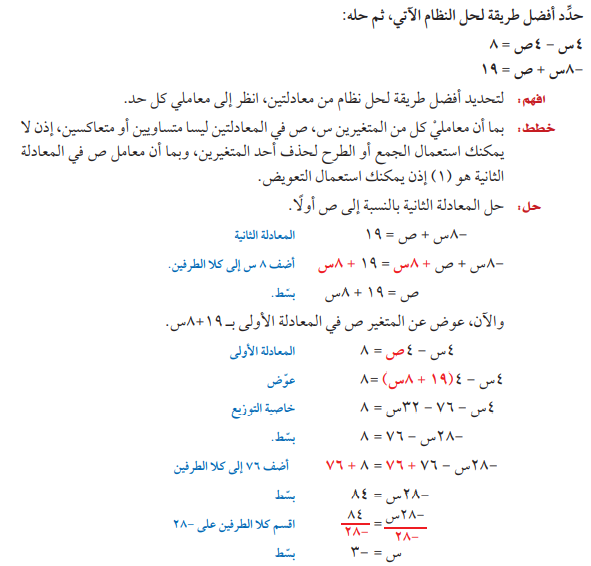 حدِّد أفضل طريقة لحل النظام الآتي، ثم حله:
٤س – ٤ص = ٨
–٨س + ص = ١٩
افهم: لتحديد أفضل طريقة لحل نظام من معادلتين، انظر إلى معاملي كل حد.
خطط: بما أن معامليْ كل من المتغيرين س، ص في المعادلتين ليسا متساويين أو متعاكسين، إذن لا
يمكنك استعمال الجمع أو الطرح لحذف أحد المتغيرين، وبما أن معامل ص في المعادلة
الثانية هو (١) إذن يمكنك استعمال التعويض.
حل: حل المعادلة الثانية بالنسبة إلى ص أولًا.
–٨س + ص = ١٩ المعادلة الثانية
–٨س + ص + ٨س = ١٩ + ٨س أضف ٨ س إلى كلا الطرفين
ص = ١٩ + ٨س بسّط.
والآن، عوض عن المتغير ص في المعادلة الأولى بـ ١٩+٨س.
٤س – ٤ص = ٨ المعادلة الأولى
٤س – ٤(١٩ + ٨س) =٨ عوّض
٤س – ٧٦ – ٣٢س = ٨ خاصية التوزيع
–٢٨س – ٧٦ = ٨ بسّط.
–٢٨س – ٧٦ + ٧٦ = ٨ + ٧٦ أضف ٧٦ إلى كلا الطرفين
–٢٨س = ٨٤ بسّط
–٢٨س/–٢٨ = ٨٤/–٢٨ اقسم كلا الطرفين على –٢٨
س = –٣ بسّط